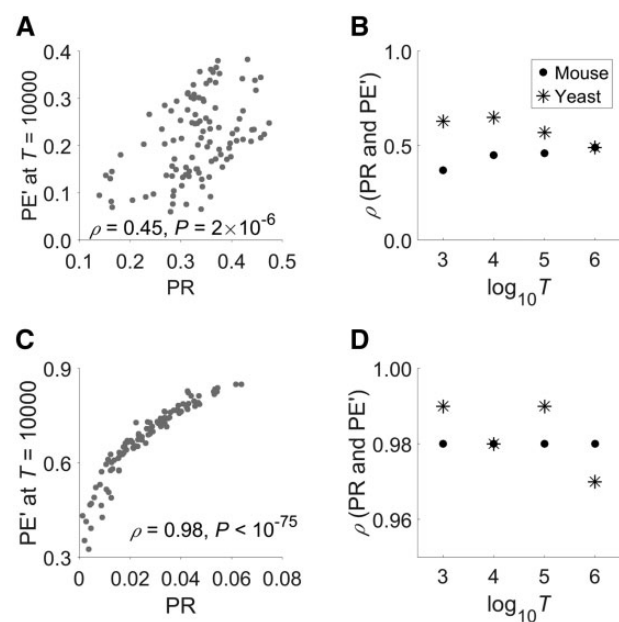 A
PE' at T = 10000
0.4
0.3
0.2
0.1
0.0
ρ = 0.45, P = 2×10⁻⁶
0.1 0.2 0.3 0.4 0.5
PR
B
ρ (PR and PE')
1.0
0.5
0.0
Mouse
Yeast
3 4 5 6
log₁₀T
C
PE' at T = 10000
0.9
0.6
0.3
ρ = 0.98, P < 10⁻⁷⁵
0 0.02 0.04 0.06 0.08
PR
D
ρ (PR and PE')
1.00
0.98
0.96
3 4 5 6
log₁₀T